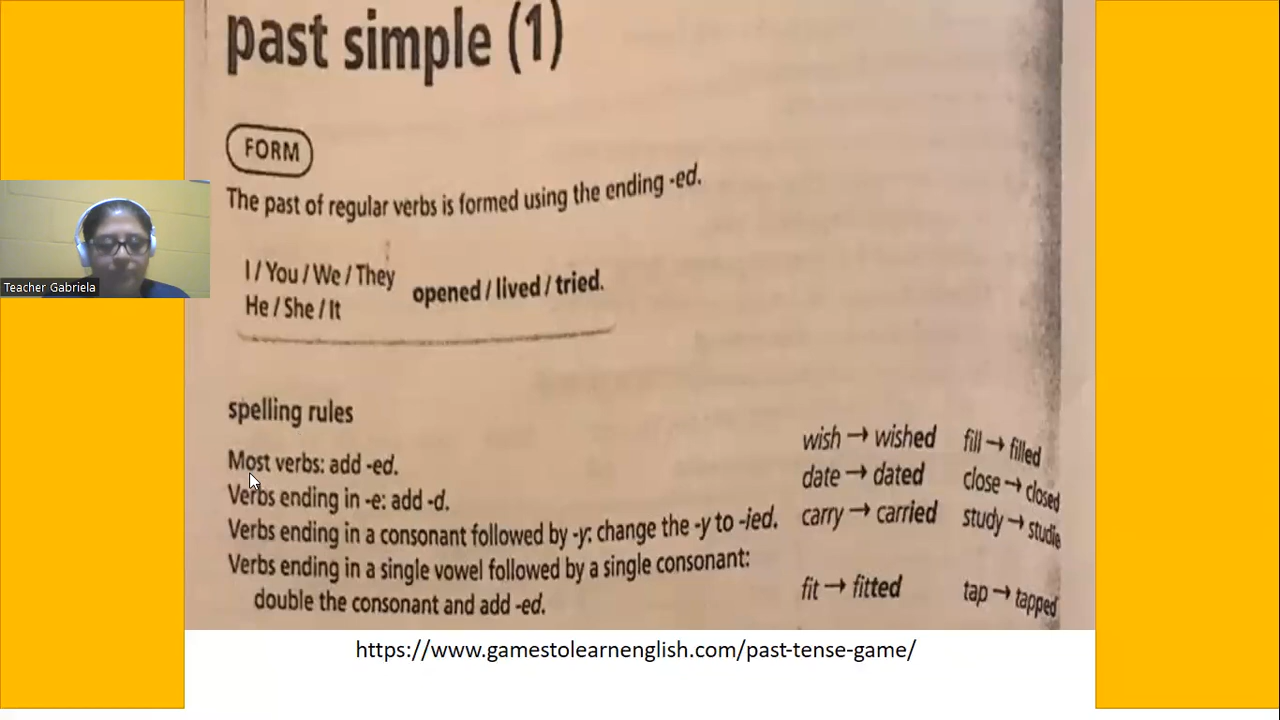 past simple (1)
FORM
The past of regular verbs is formed using the ending -ed.
I / You / We / They
He / She / It
opened / lived / tried.
spelling rules
Most verbs: add -ed. wish → wished fill → filled
Verbs ending in -e: add -d. date → dated close → closed
Verbs ending in a consonant followed by -y: change the -y to -ied. carry → carried study → studie
Verbs ending in a single vowel followed by a single consonant:
double the consonant and add -ed. fit → fitted tap → tapped
Teacher Gabriela
https://www.gamestolearnenglish.com/past-tense-game/